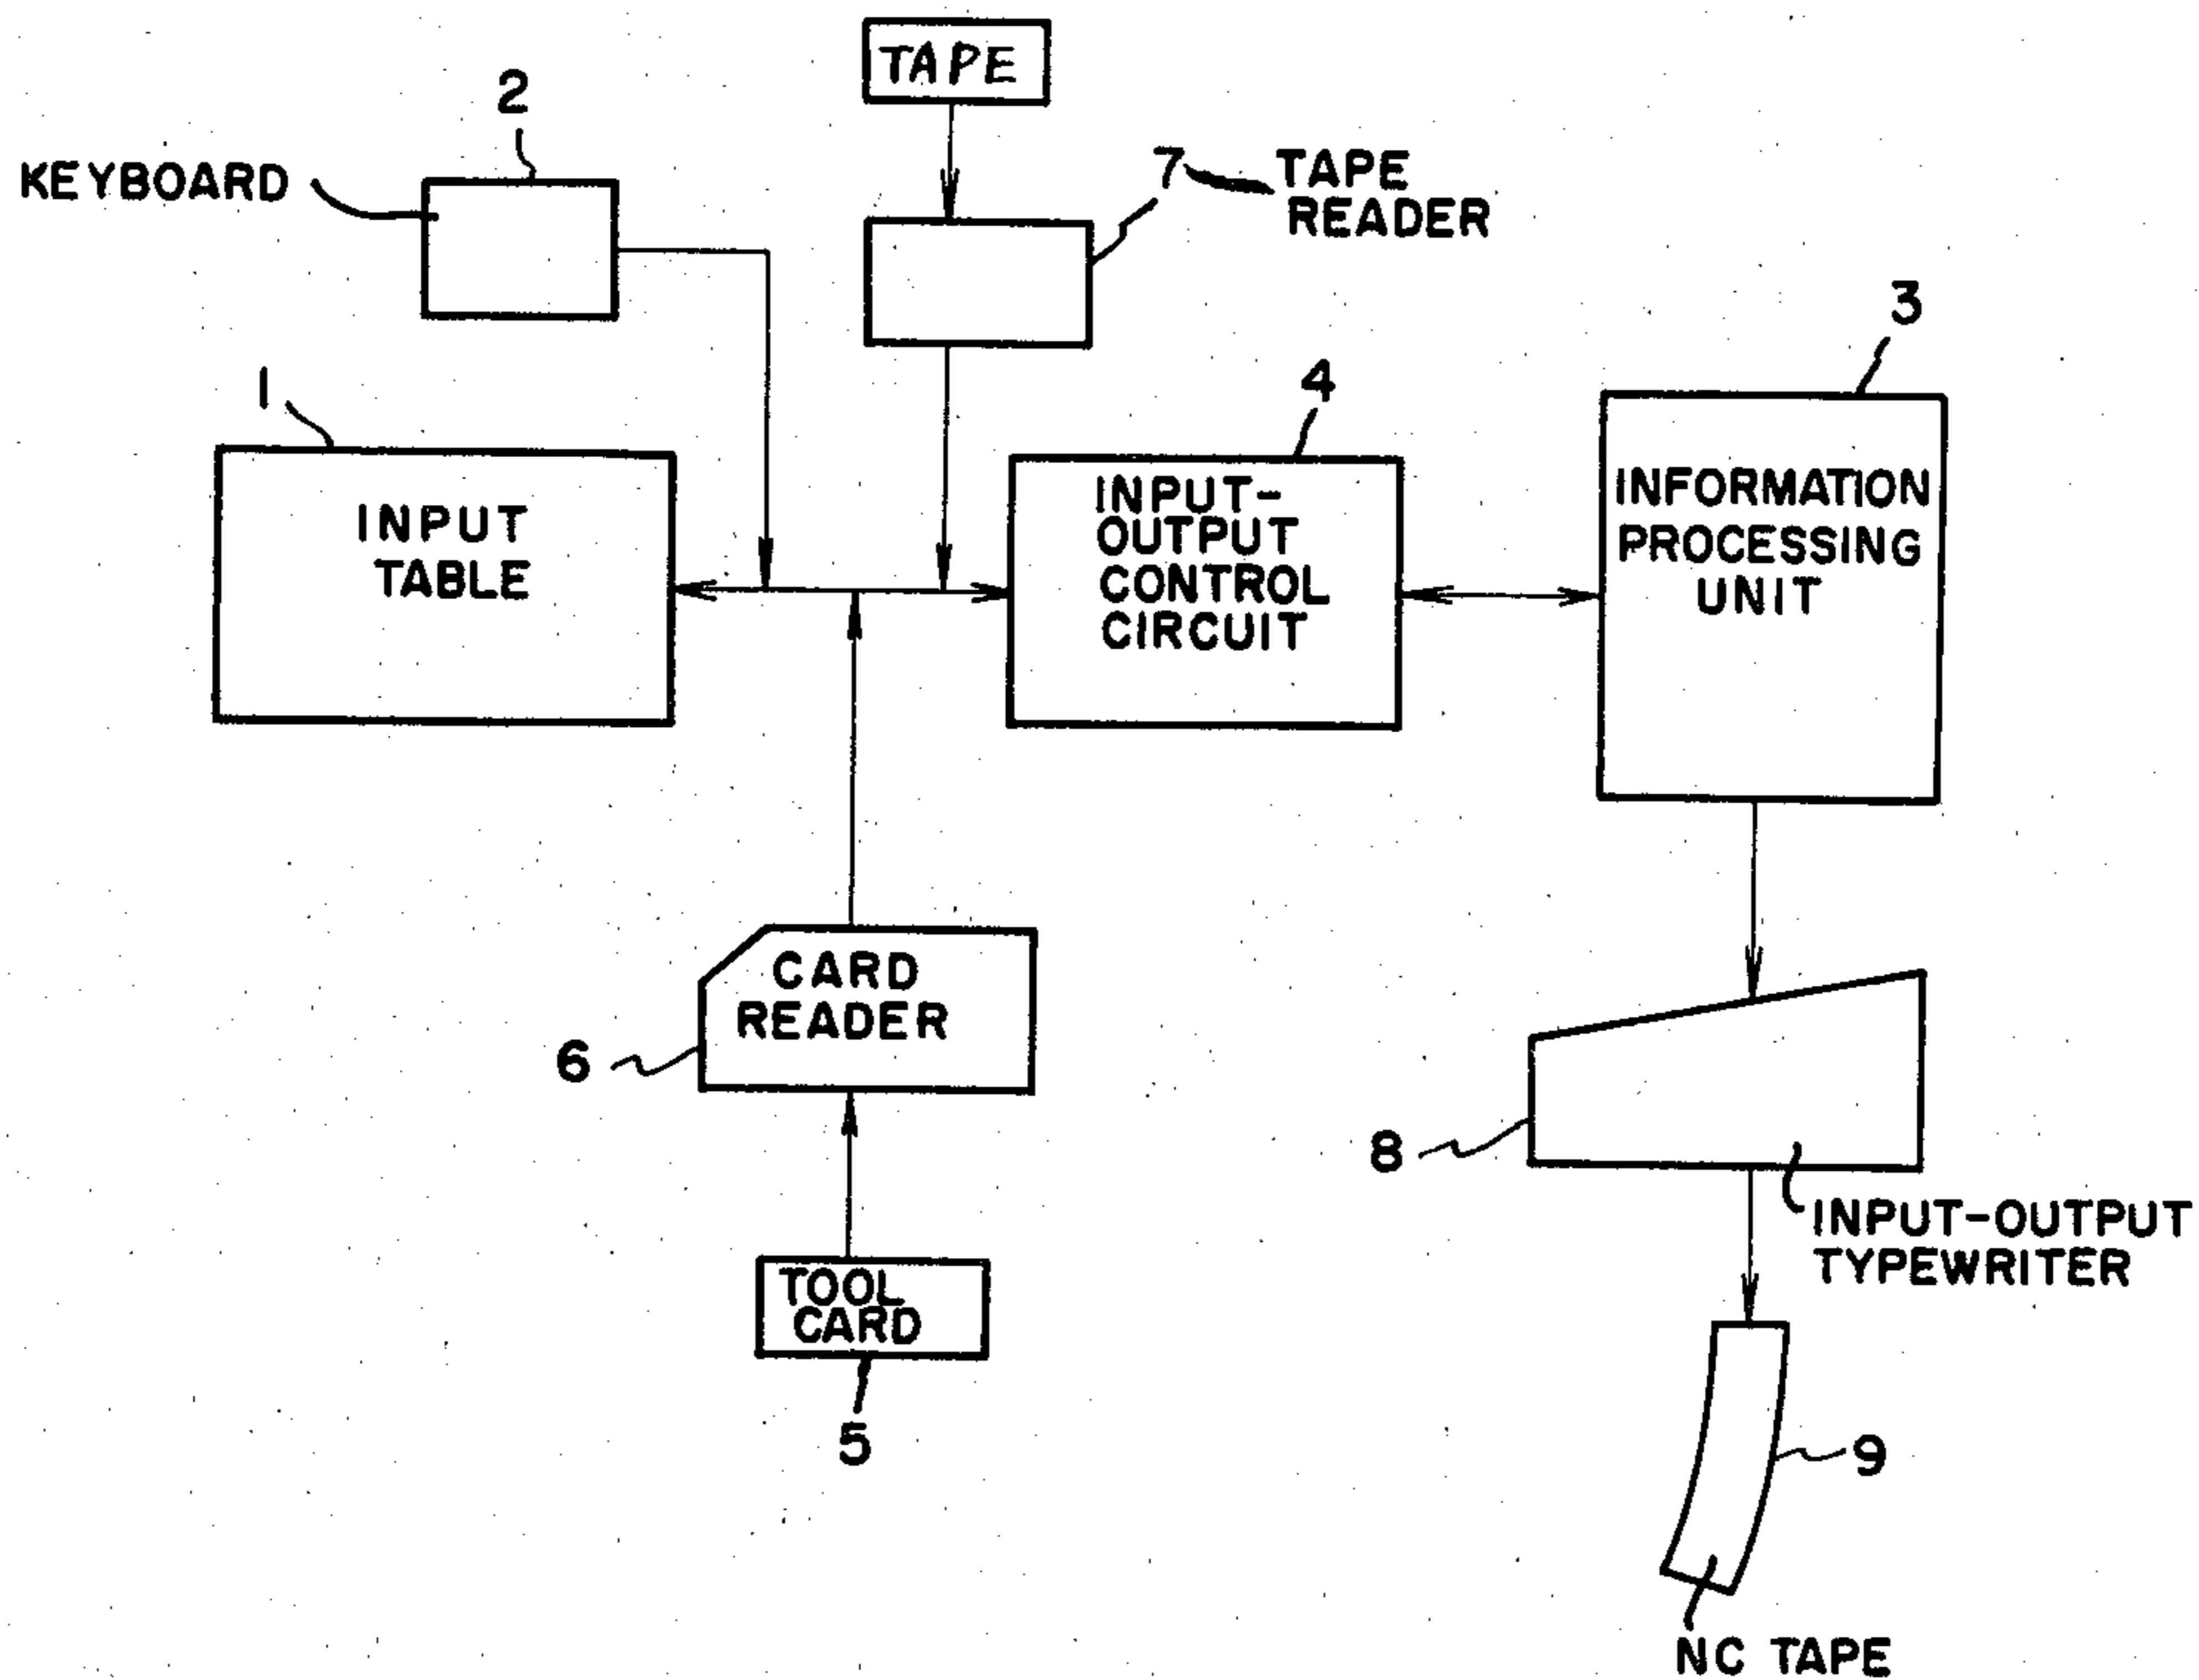 TAPE
2
KEYBOARD
7
TAPE
READER
3
1
4
INPUT
TABLE
INPUT-
OUTPUT
CONTROL
CIRCUIT
INFORMATION
PROCESSING
UNIT
CARD
READER
6
8
INPUT-OUTPUT
TYPEWRITER
TOOL
CARD
5
9
NC TAPE